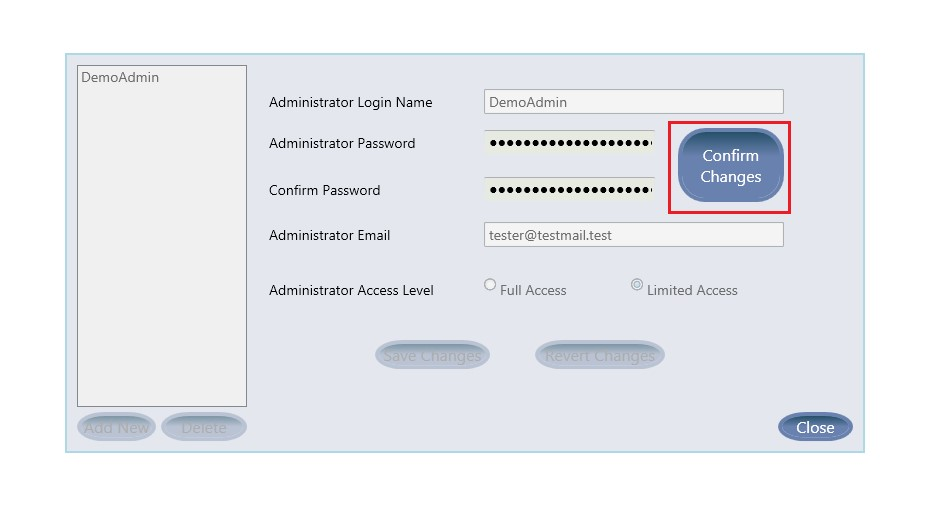 DemoAdmin
Administrator Login Name
DemoAdmin
Administrator Password
●●●●●●●●●●●●●●●●●●●●
Confirm
Changes
Confirm Password
●●●●●●●●●●●●●●●●●●●●
Administrator Email
tester@testmail.test
Administrator Access Level
Full Access
Limited Access
Save Changes
Revert Changes
Add New
Delete
Close